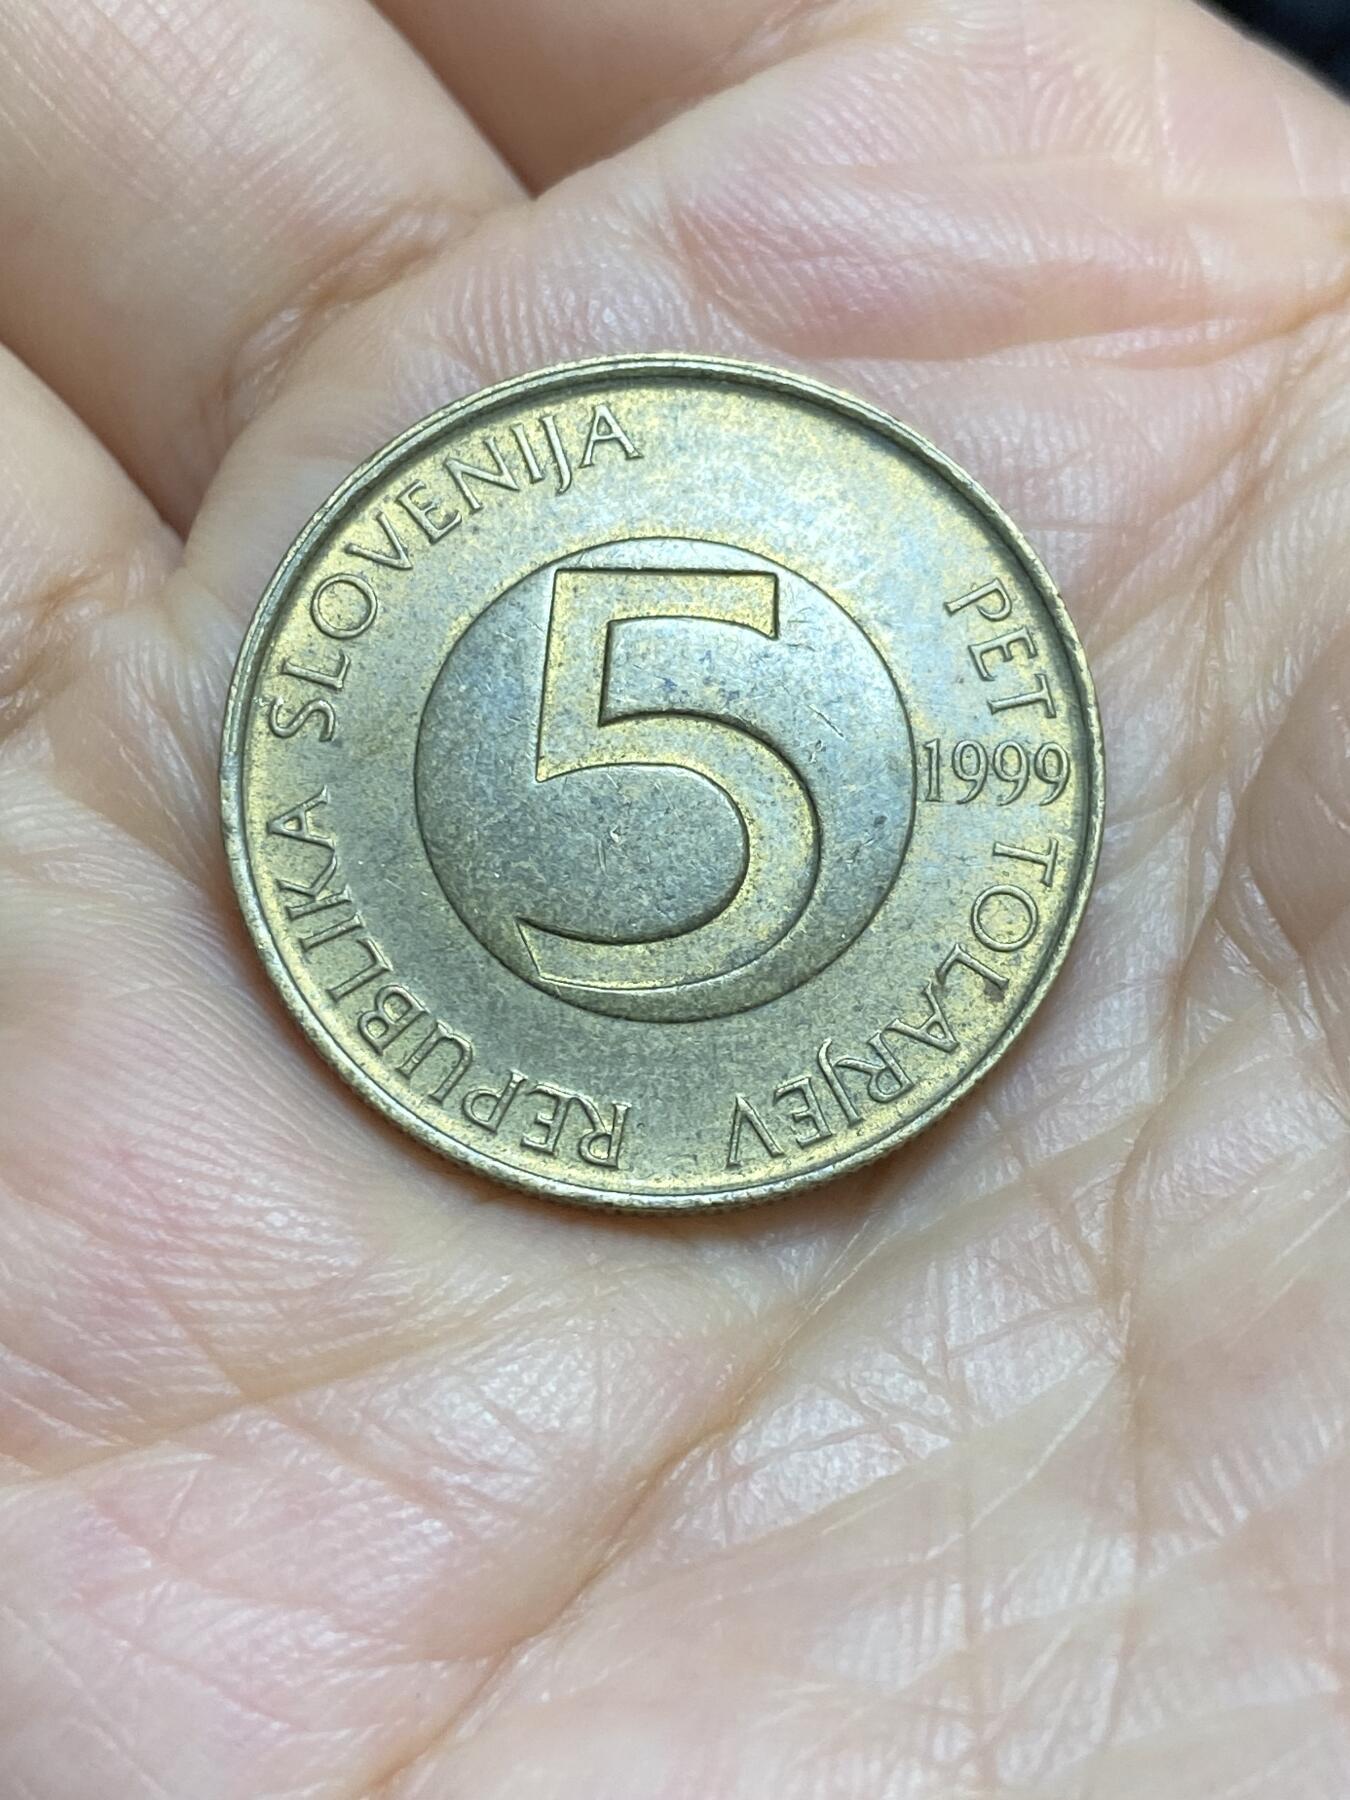 REPUBLIKA SLOVENIJA
5
PET TOLARJEV
1999